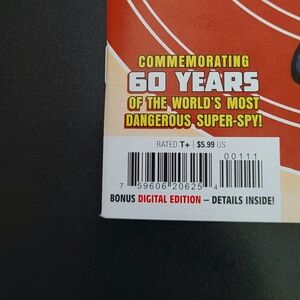 COMMEMORATING
60 YEARS
OF THE WORLD'S MOST
DANGEROUS SUPER-SPY!
RATED T+ | $5.99 US
00111
7 59606 20625 4
BONUS DIGITAL EDITION – DETAILS INSIDE!